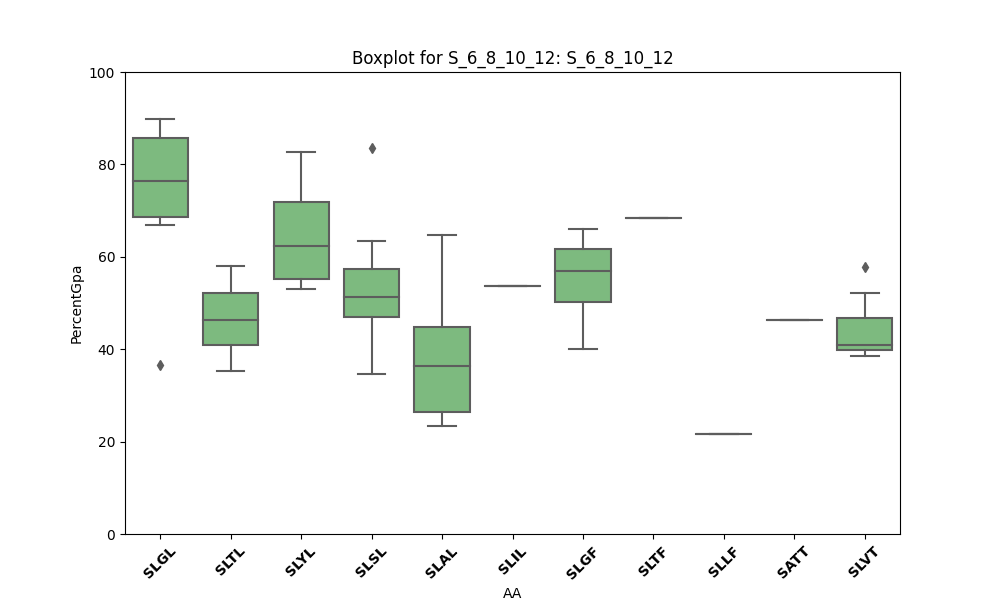 Boxplot for S_6_8_10_12: S_6_8_10_12
100
80
60
40
20
0
PercentGpa
SLGL
SLTL
SLYL
SLSL
SLAL
SLIL
SLGF
SLTF
SLLF
SATT
SLVT
AA